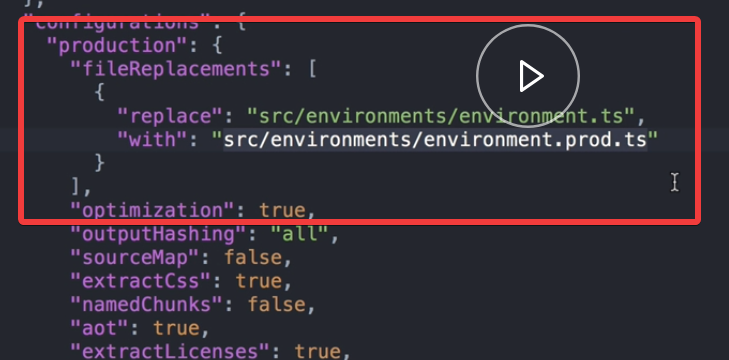 },
"configurations": {
"production": {
"fileReplacements": [
{
"replace": "src/environments/environment.ts",
"with": "src/environments/environment.prod.ts"
}
],
"optimization": true,
"outputHashing": "all",
"sourceMap": false,
"extractCss": true,
"namedChunks": false,
"aot": true,
"extractLicenses": true,